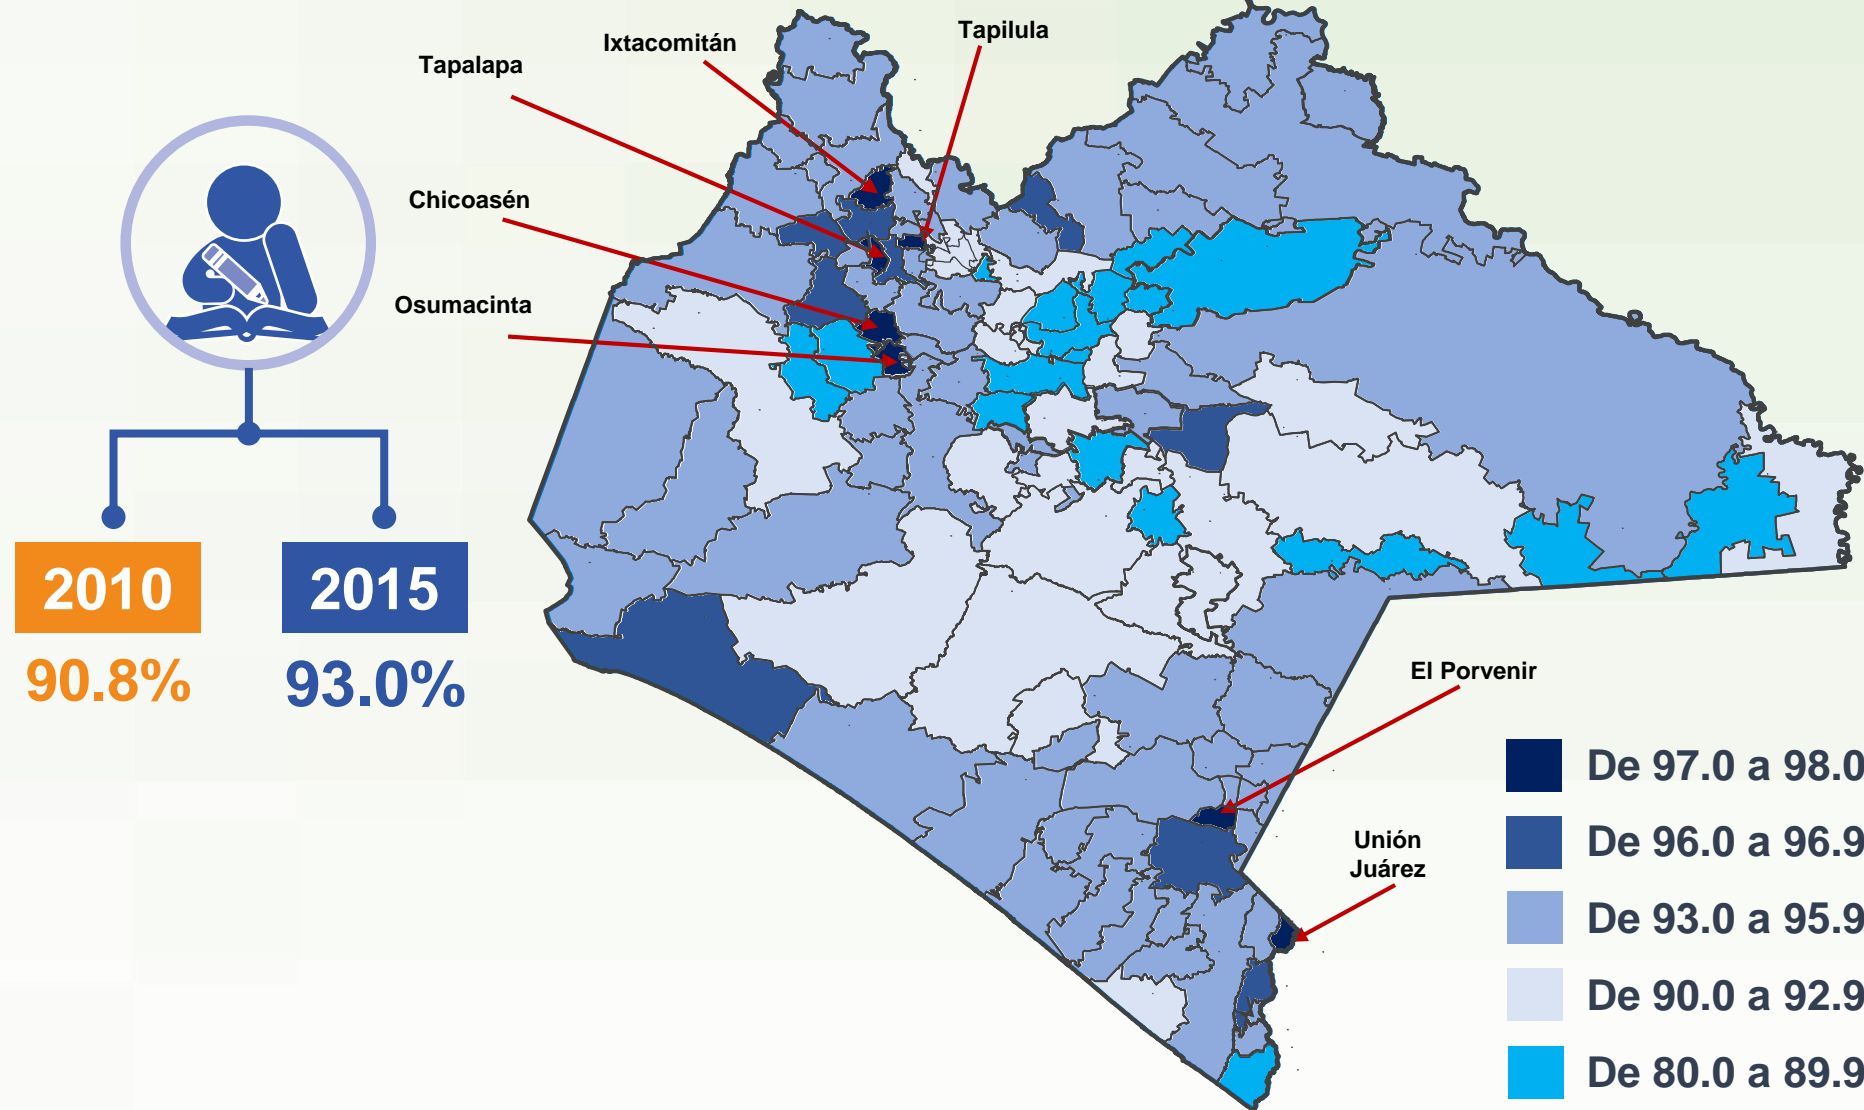 Tapilula
Ixtacomitán
Tapalapa
Chicoasén
Osumacinta
2010
2015
90.8%
93.0%
El Porvenir
Unión
Juárez
De 97.0 a 98.0
De 96.0 a 96.9
De 93.0 a 95.9
De 90.0 a 92.9
De 80.0 a 89.9